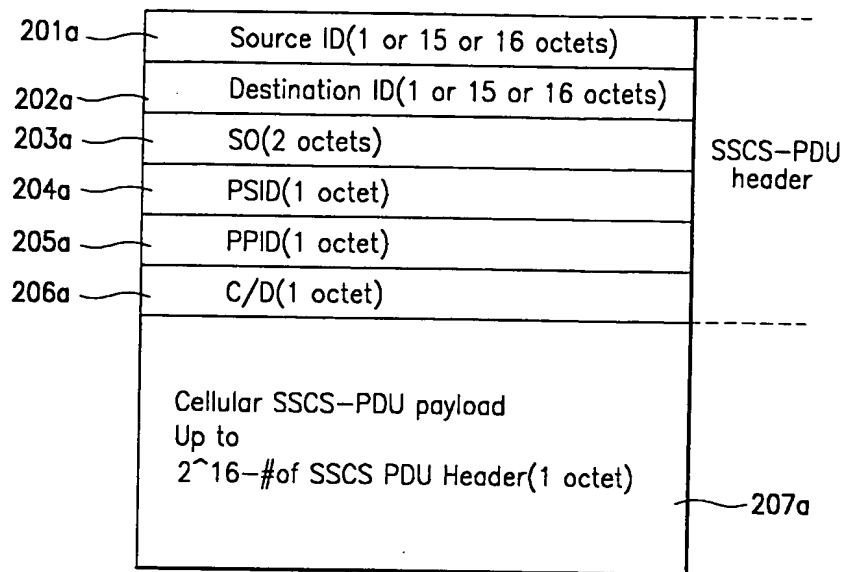 201a
Source ID(1 or 15 or 16 octets)
202a
Destination ID(1 or 15 or 16 octets)
203a
SO(2 octets)
204a
PSID(1 octet)
205a
PPID(1 octet)
206a
C/D(1 octet)
SSCS-PDU
header
Cellular SSCS-PDU payload
Up to
2^16-#of SSCS PDU Header(1 octet)
207a